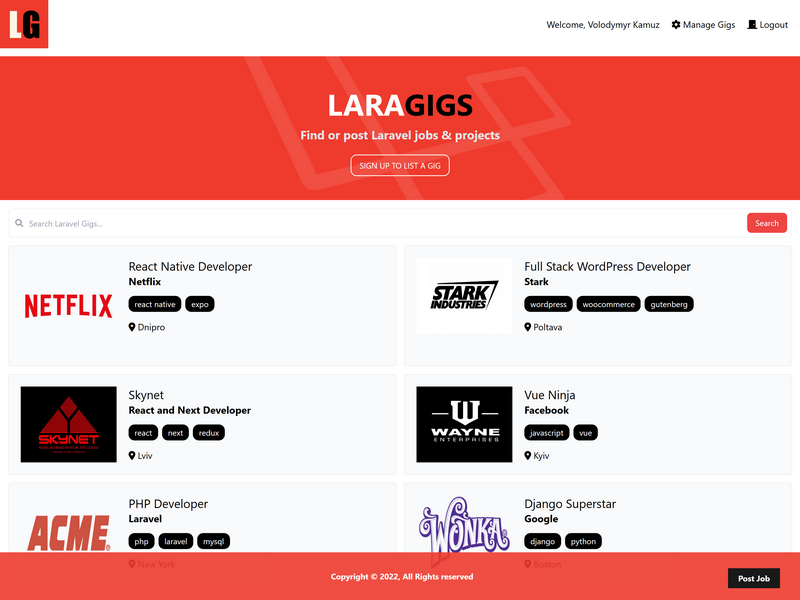 LG
Welcome, Volodymyr Kamuz
Manage Gigs
Logout
LARAGIGS
Find or post Laravel jobs & projects
SIGN UP TO LIST A GIG
Search Laravel Gigs...
Search
NETFLIX
React Native Developer
Netflix
react native expo
Dnipro
STARK
INDUSTRIES
Full Stack WordPress Developer
Stark
wordpress woocommerce gutenberg
Poltava
SKYNET
Skynet
React and Next Developer
react next redux
Lviv
W
WAYNE
ENTERPRISES
Vue Ninja
Facebook
javascript vue
Kyiv
ACME
PHP Developer
Laravel
php laravel mysql
New York
WONKA
Django Superstar
Google
django python
Boston
Copyright © 2022, All Rights reserved
Post Job